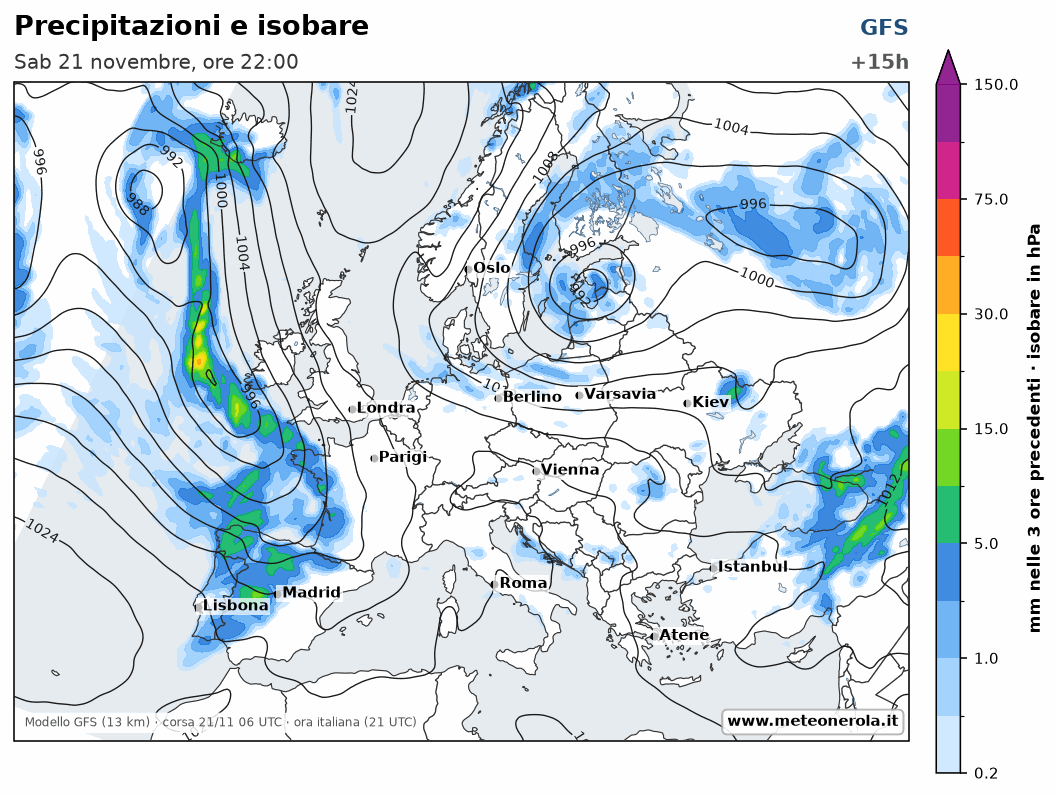 Precipitazioni e isobare
GFS
Sab 21 novembre, ore 22:00
+15h
1024
1004
996
992
1008
988
1000
996
1004
996
1000
992
Oslo
996
Londra
Berlino
Varsavia
Kiev
Parigi
Vienna
1012
1024
Roma
Istanbul
Madrid
Lisbona
Atene
Modello GFS (13 km) · corsa 21/11 06 UTC · ora italiana (21 UTC)
www.meteonerola.it
150.0
75.0
30.0
15.0
5.0
1.0
0.2
mm nelle 3 ore precedenti · isobare in hPa